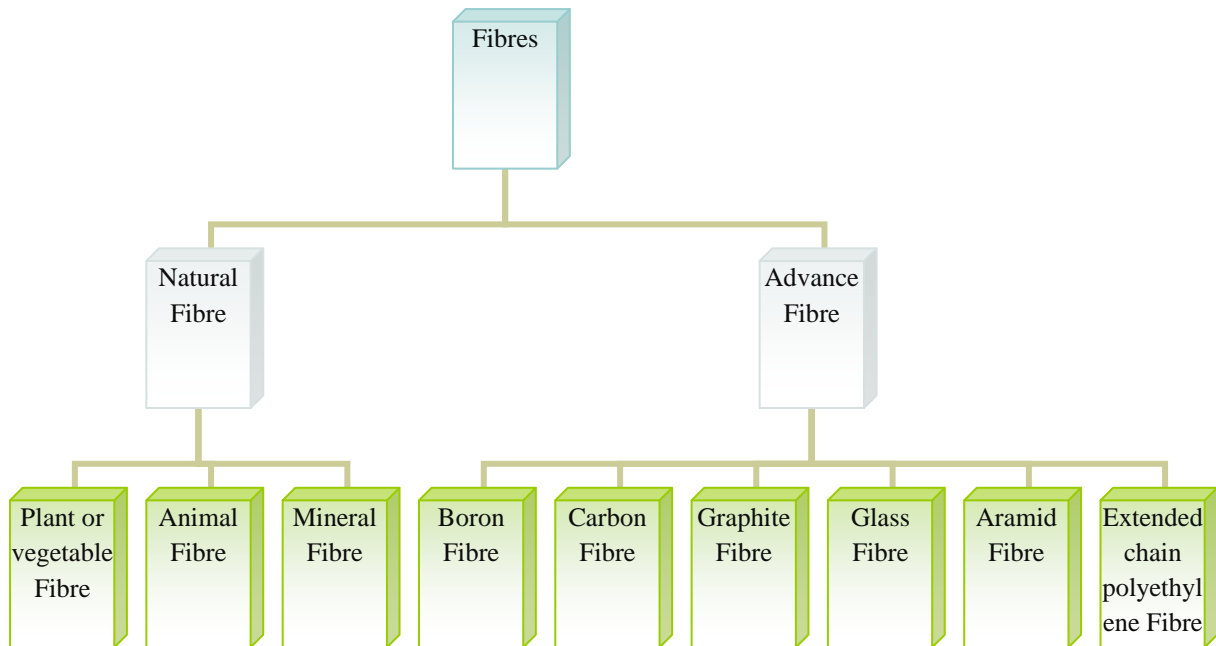 Fibres
Natural
Fibre
Advance
Fibre
Plant or
vegetable
Fibre
Animal
Fibre
Mineral
Fibre
Boron
Fibre
Carbon
Fibre
Graphite
Fibre
Glass
Fibre
Aramid
Fibre
Extended
chain
polyethyl
ene Fibre